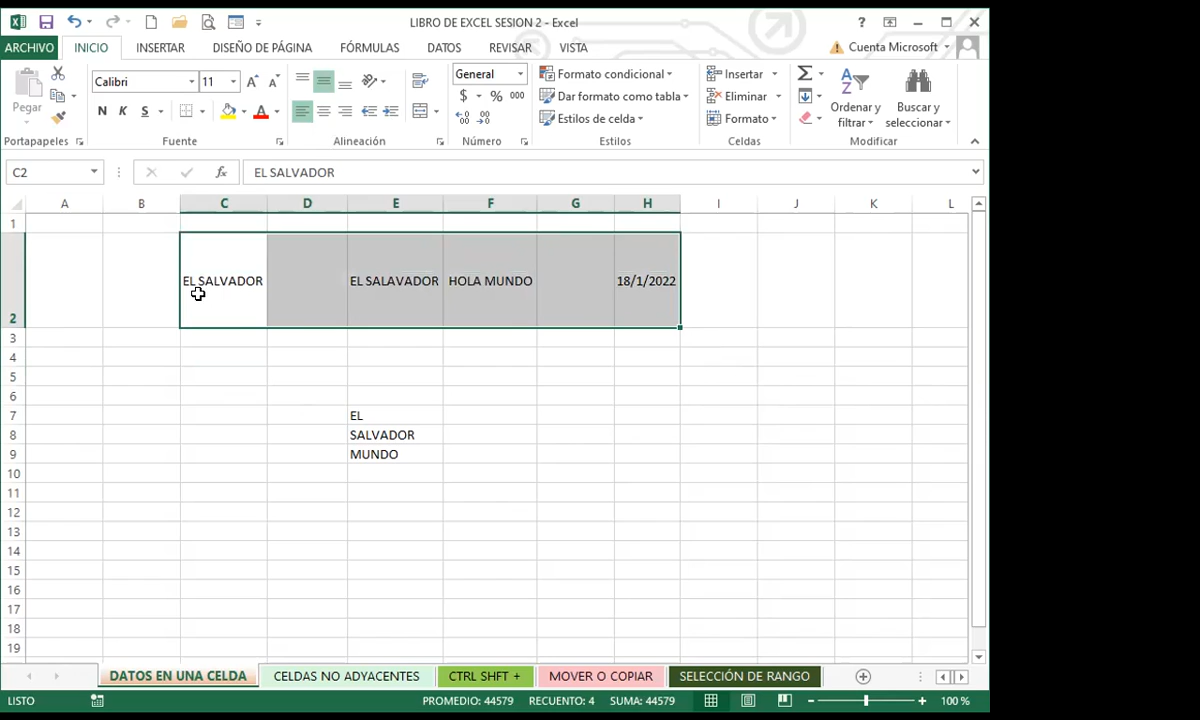 LIBRO DE EXCEL SESION 2 - Excel
ARCHIVO INICIO INSERTAR DISEÑO DE PÁGINA FÓRMULAS DATOS REVISAR VISTA Cuenta Microsoft
Calibri 11 General Formato condicional Insertar
Pegar $ % 000 Dar formato como tabla Eliminar Ordenar y filtrar Buscar y seleccionar
N K S A Estilos de celda Formato
Portapapeles Fuente Alineación Número Estilos Celdas Modificar
C2 fx EL SALVADOR
A B C D E F G H I J K L
1
2 EL SALVADOR EL SALAVADOR HOLA MUNDO 18/1/2022
3
4
5
6
7 EL
8 SALVADOR
9 MUNDO
10
11
12
13
14
15
16
17
18
19
DATOS EN UNA CELDA CELDAS NO ADYACENTES CTRL SHFT + MOVER O COPIAR SELECCIÓN DE RANGO
LISTO PROMEDIO: 44579 RECUENTO: 4 SUMA: 44579 100 %